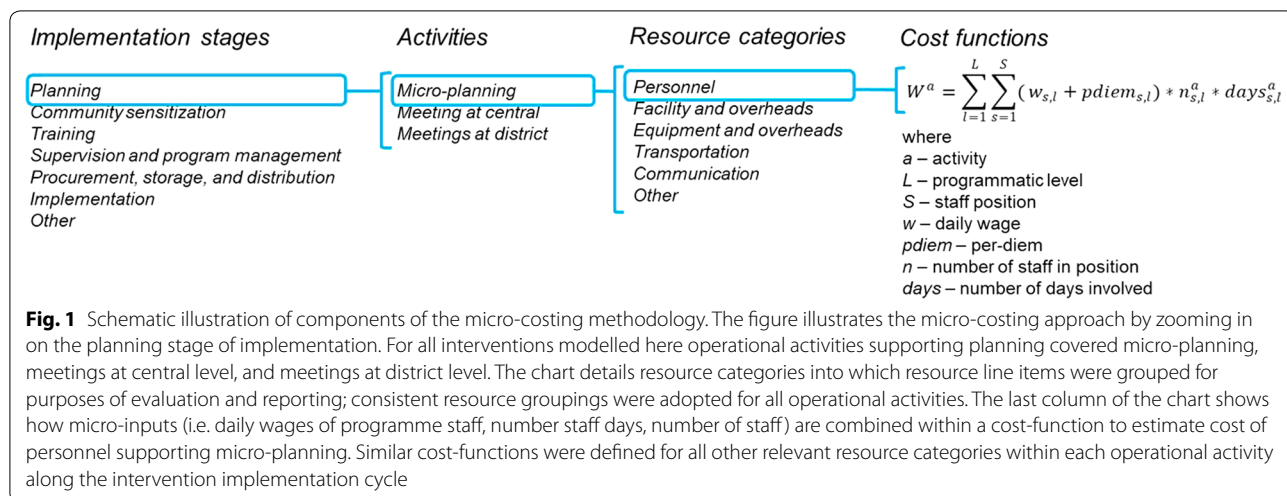 Implementation stages
Planning
Community sensitization
Training
Supervision and program management
Procurement, storage, and distribution
Implementation
Other
Activities
Micro-planning
Meeting at central
Meetings at district
Resource categories
Personnel
Facility and overheads
Equipment and overheads
Transportation
Communication
Other
Cost functions
W^a = \sum_{l=1}^{L} \sum_{s=1}^{S} (w_{s,l} + pdiem_{s,l}) * n_{s,l}^a * days_{s,l}^a
where
a – activity
L – programmatic level
S – staff position
w – daily wage
pdiem – per-diem
n – number of staff in position
days – number of days involved
Fig. 1 Schematic illustration of components of the micro-costing methodology. The figure illustrates the micro-costing approach by zooming in
on the planning stage of implementation. For all interventions modelled here operational activities supporting planning covered micro-planning,
meetings at central level, and meetings at district level. The chart details resource categories into which resource line items were grouped for
purposes of evaluation and reporting; consistent resource groupings were adopted for all operational activities. The last column of the chart shows
how micro-inputs (i.e. daily wages of programme staff, number staff days, number of staff) are combined within a cost-function to estimate cost of
personnel supporting micro-planning. Similar cost-functions were defined for all other relevant resource categories within each operational activity
along the intervention implementation cycle